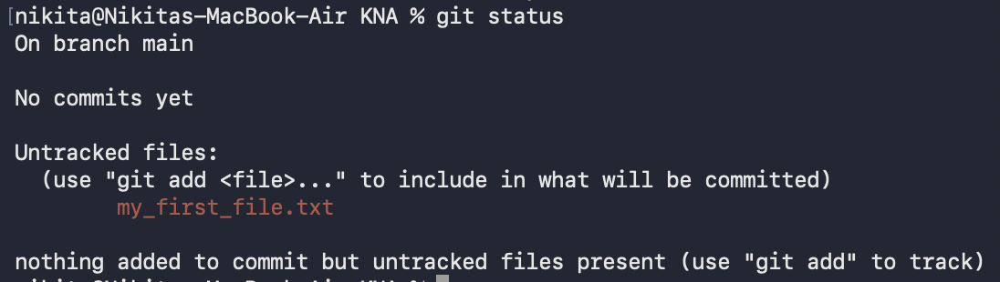 [nikita@Nikitas-MacBook-Air KNA % git status
On branch main
No commits yet
Untracked files:
(use "git add <file>..." to include in what will be committed)
my_first_file.txt
nothing added to commit but untracked files present (use "git add" to track)